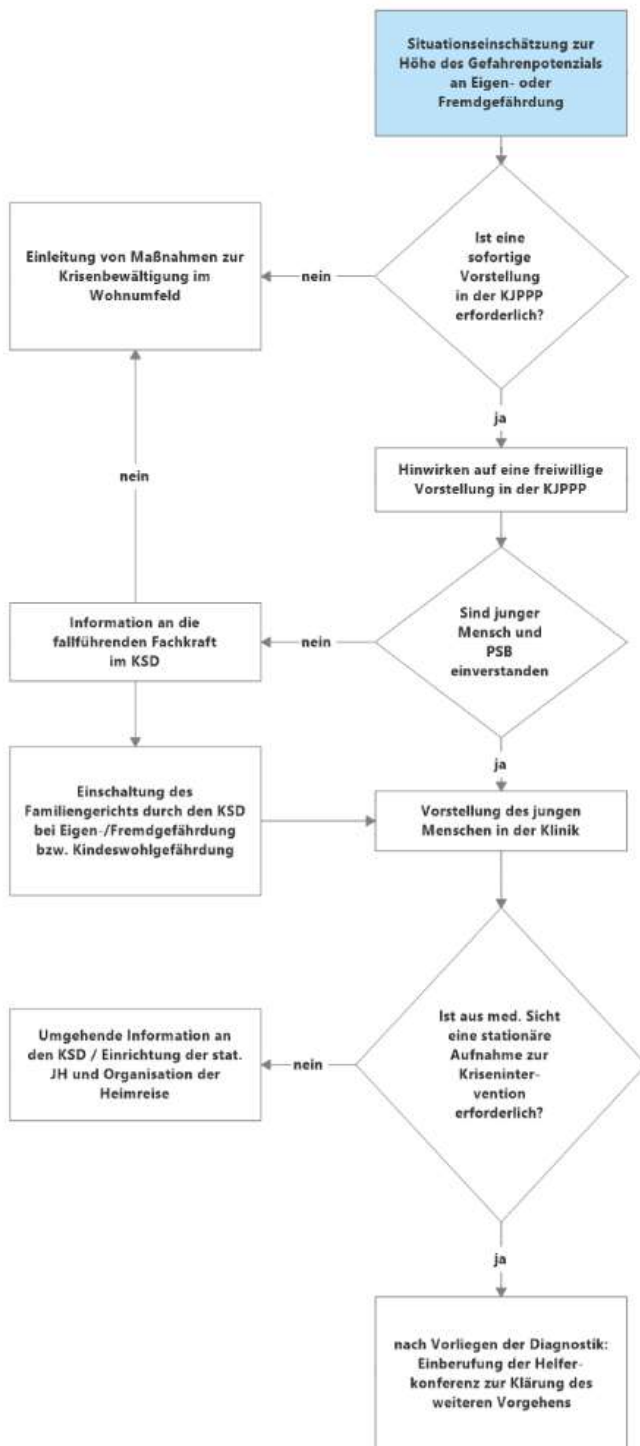 Situationseinschätzung zur
Höhe des Gefahrenpotenzials
an Eigen- oder
Fremdgefährdung
Ist eine
sofortige
Vorstellung
in der KJPPP
erforderlich?
nein
Einleitung von Maßnahmen zur
Krisenbewältigung im
Wohnumfeld
ja
Hinwirken auf eine freiwillige
Vorstellung in der KJPPP
nein
Sind junger
Mensch und
PSB
einverstanden
nein
Information an die
fallführenden Fachkraft
im KSD
ja
Einschaltung des
Familiengerichts durch den KSD
bei Eigen-/Fremdgefährdung
bzw. Kindeswohlgefährdung
Vorstellung des jungen
Menschen in der Klinik
Ist aus med. Sicht
eine stationäre
Aufnahme zur
Kriseninter-
vention
erforderlich?
nein
Umgehende Information an
den KSD / Einrichtung der stat.
JH und Organisation der
Heimreise
ja
nach Vorliegen der Diagnostik:
Einberufung der Helfer-
konferenz zur Klärung des
weiteren Vorgehens